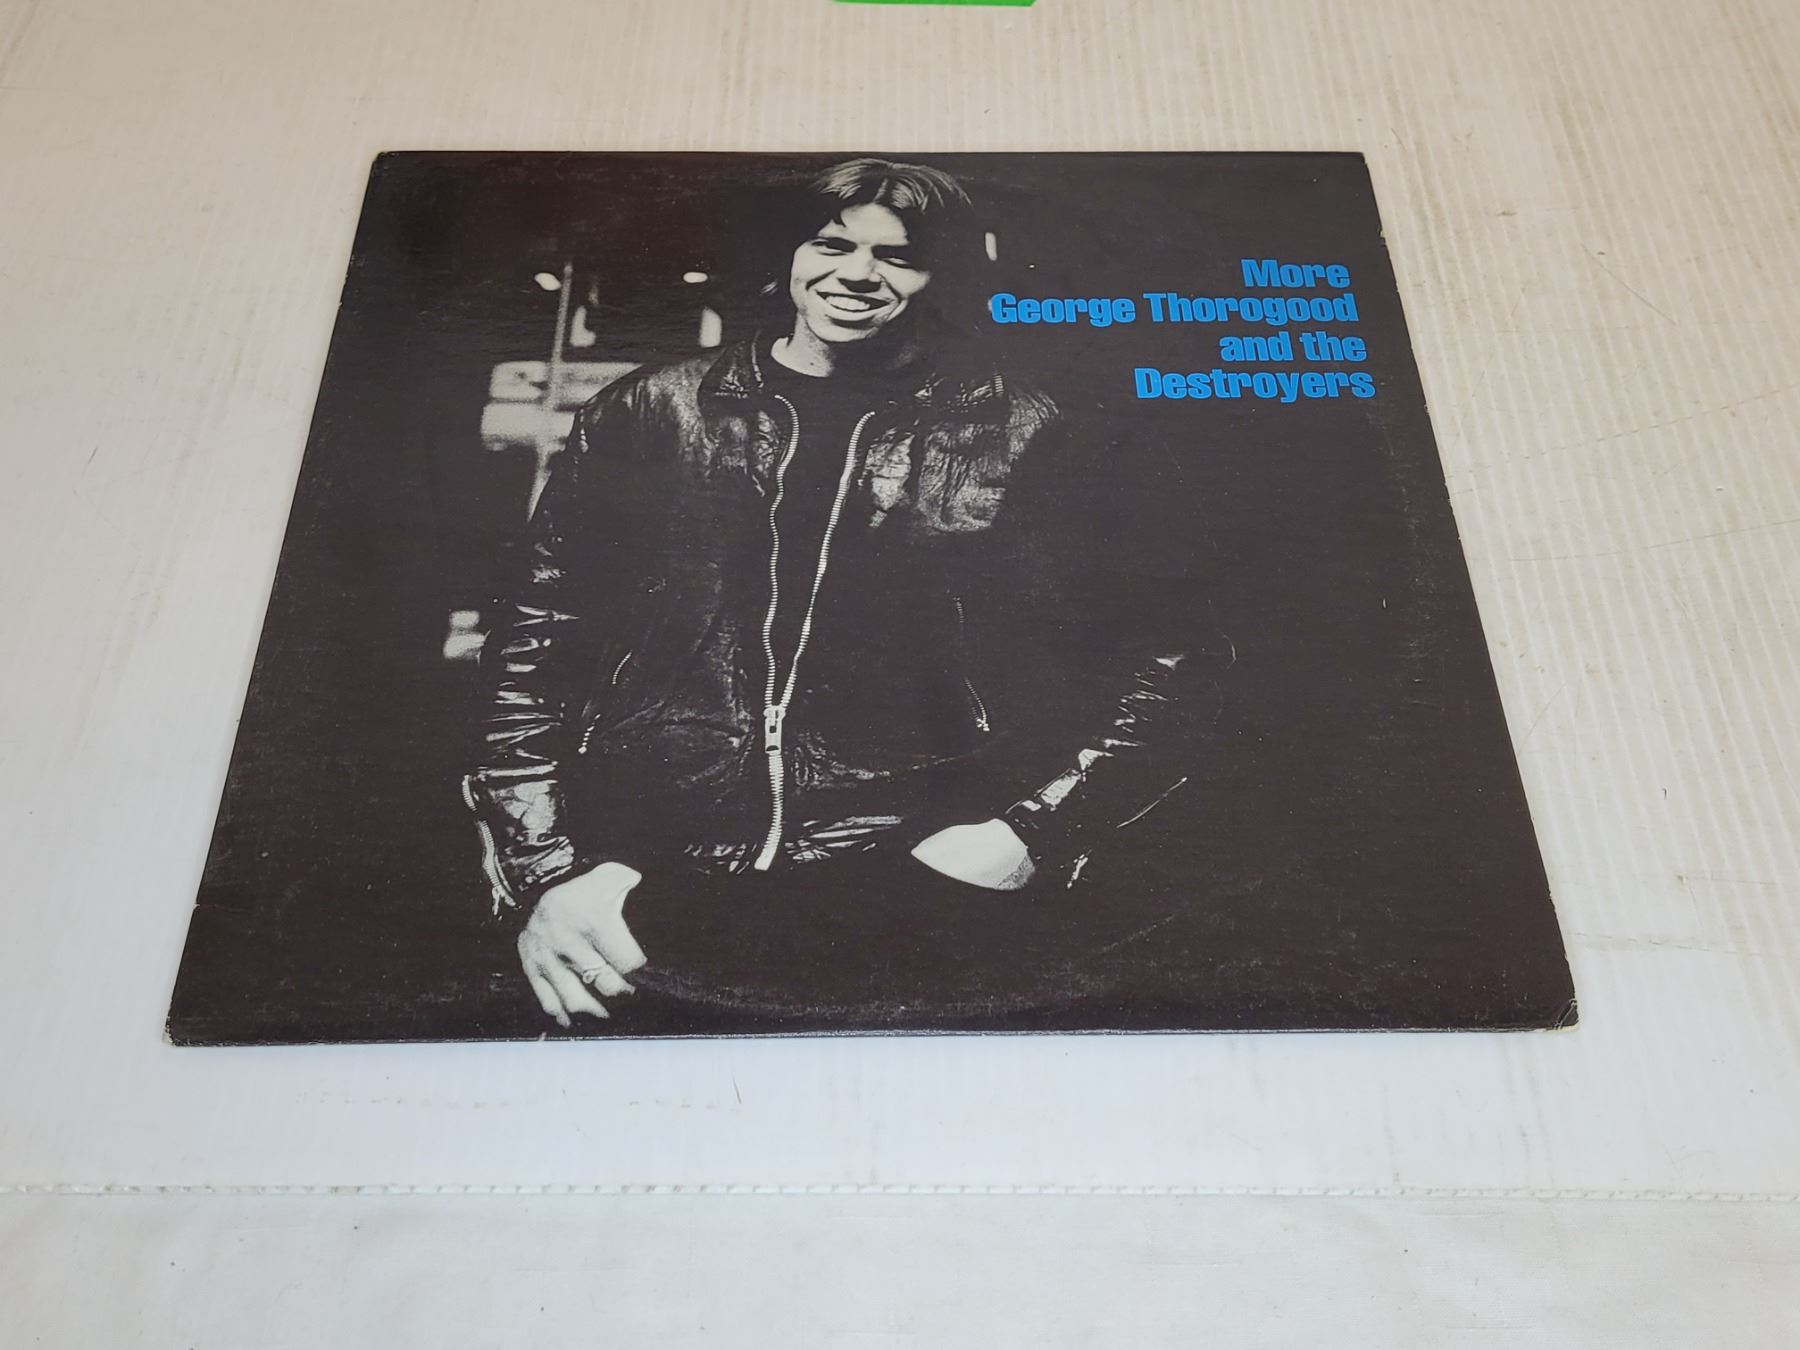 More
George Thorogood
and the
Destroyers